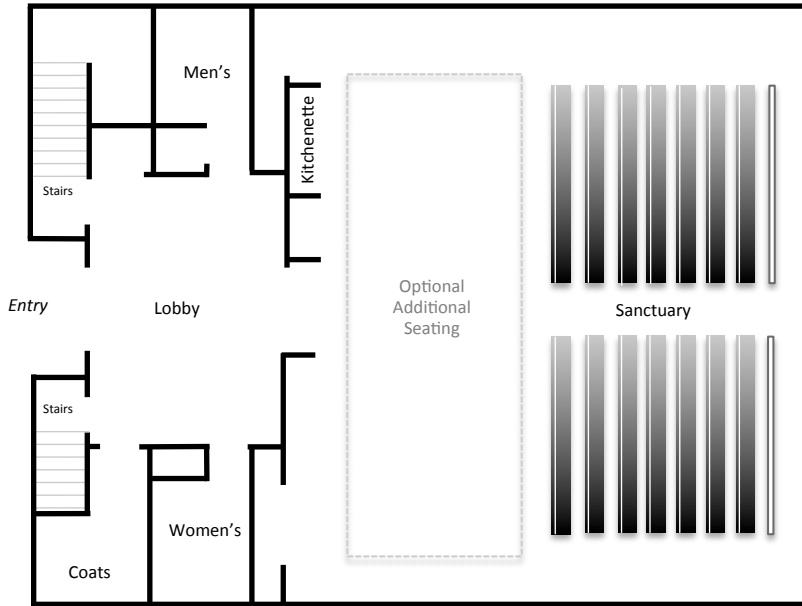 Men's
Kitchenette
Stairs
Optional
Additional
Seating
Entry
Lobby
Sanctuary
Stairs
Women's
Coats